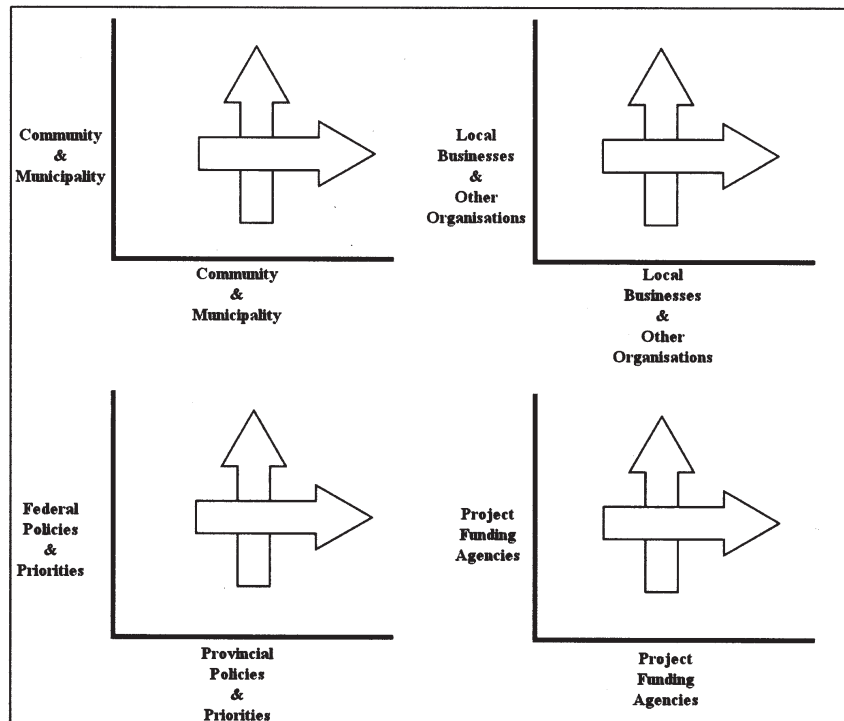 Community
&
Municipality
Community
&
Municipality
Local
Businesses
&
Other
Organisations
Local
Businesses
&
Other
Organisations
Federal
Policies
&
Priorities
Provincial
Policies
&
Priorities
Project
Funding
Agencies
Project
Funding
Agencies